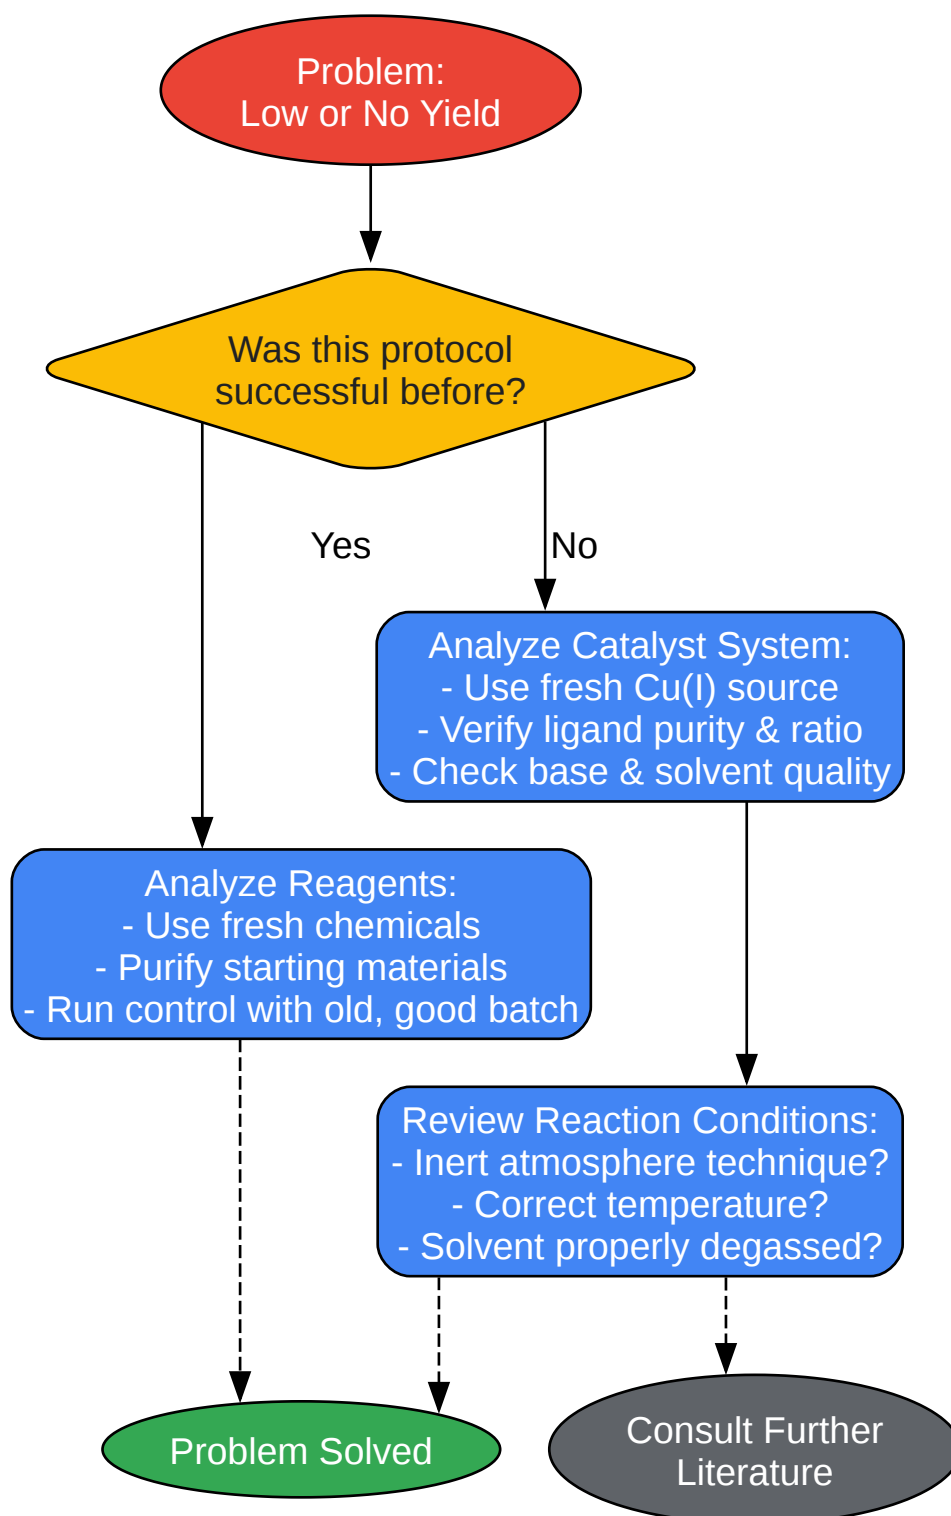 Problem:
Low or No Yield
Was this protocol
successful before?
Yes
No
Analyze Catalyst System:
- Use fresh Cu(I) source
- Verify ligand purity & ratio
- Check base & solvent quality
Analyze Reagents:
- Use fresh chemicals
- Purify starting materials
- Run control with old, good batch
Review Reaction Conditions:
- Inert atmosphere technique?
- Correct temperature?
- Solvent properly degassed?
Problem Solved
Consult Further
Literature